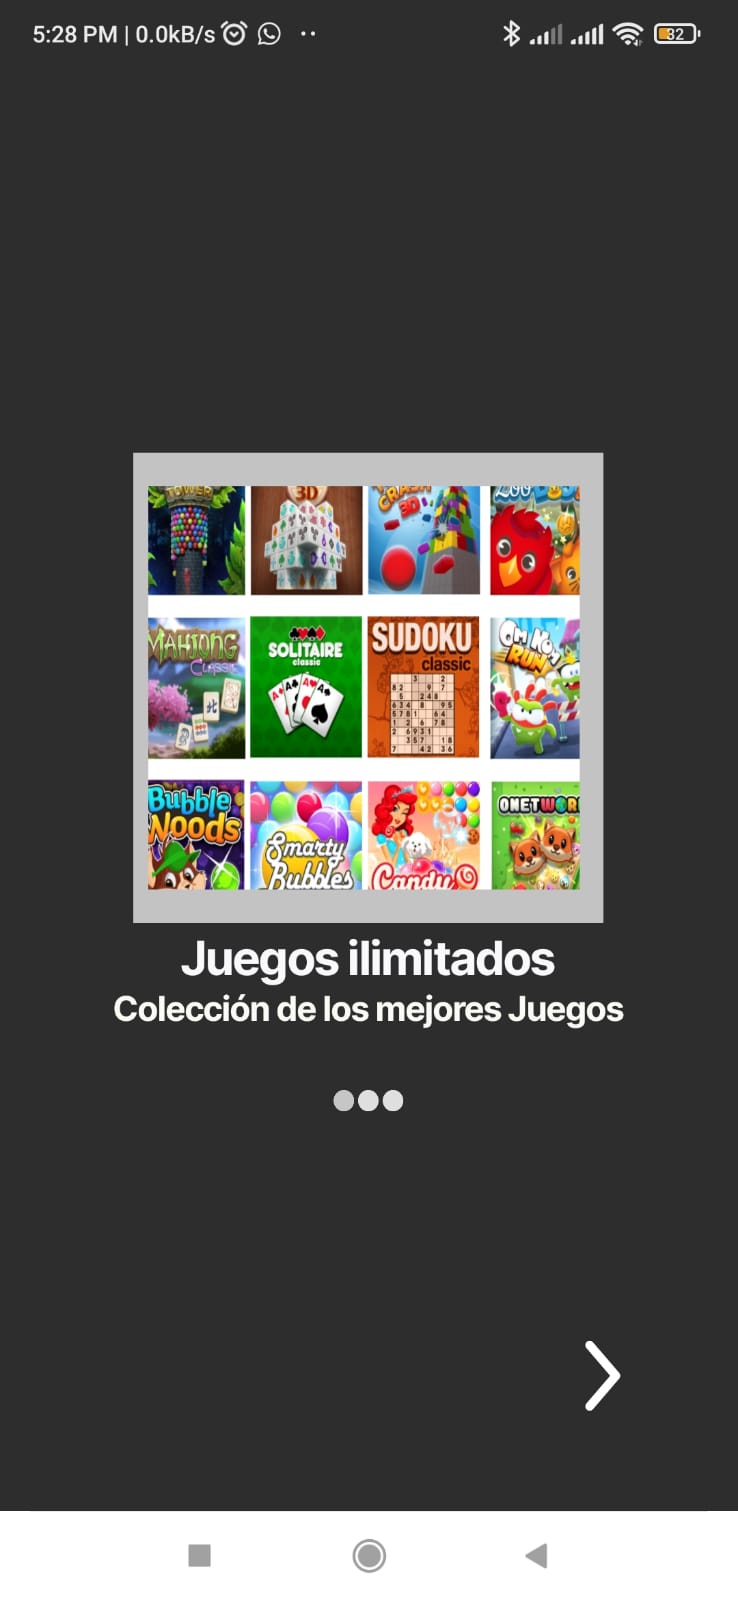 5:28 PM | 0.0kB/s
32
TOWER
3D
CRASH
3D
ZOO
MAHJONG
Classic
SOLITAIRE
classic
SUDOKU
classic
OM NOM
RUN
Bubble
Woods
Smarty
Bubbles
Candy
ONET WOR
Juegos ilimitados
Colección de los mejores Juegos